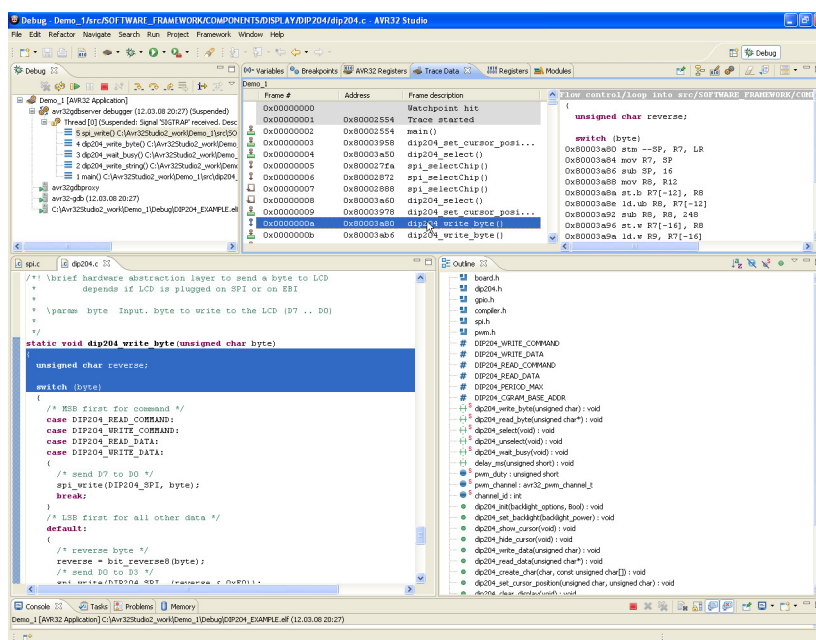 Debug - Demo_1/src/SOFTWARE_FRAMEWORK/COMPONENTS/DISPLAY/DIP204/dip204.c - AVR32 Studio
File Edit Refactor Navigate Search Run Project Framework Window Help
Debug
Debug
Demo_1 [AVR32 Application]
avr32gdbserver debugger (12.03.08 20:27) (Suspended)
Thread [0] (Suspended: Signal 'SIGTRAP' received. Desc
5 spi_write() C:\Avr32Studio2_work\Demo_1\src\SO
4 dip204_write_byte() C:\Avr32Studio2_work\Demo
3 dip204_wait_busy() C:\Avr32Studio2_work\Demo_
2 dip204_write_string() C:\Avr32Studio2_work\Demo
1 main() C:\Avr32Studio2_work\Demo_1\src\dip204_
avr32gdbproxy
avr32-gdb (12.03.08 20:27)
C:\Avr32Studio2_work\Demo_1\Debug\DIP204_EXAMPLE.elf
Variables Breakpoints AVR32 Registers Trace Data Registers Modules
Demo_1
Frame # Address Frame description
0x00000000 Watchpoint hit
0x00000001 0x80002554 Trace started
0x00000002 0x80002554 main()
0x00000003 0x80003958 dip204_set_cursor_posi...
0x00000004 0x80003a50 dip204_select()
0x00000005 0x800027fa spi_selectChip()
0x00000006 0x80002872 spi_selectChip()
0x00000007 0x80002888 spi_selectChip()
0x00000008 0x80003a60 dip204_select()
0x00000009 0x80003978 dip204_set_cursor_posi...
0x0000000a 0x80003a80 dip204_write_byte()
0x0000000b 0x80003ab6 dip204_write_byte()
Flow control/loop into src/SOFTWARE_FRAMEWORK/COM
{
unsigned char reverse;
switch (byte)
0x80003a80 stm --SP, R7, LR
0x80003a84 mov R7, SP
0x80003a86 sub SP, 16
0x80003a88 mov R8, R12
0x80003a8a st.b R7[-12], R8
0x80003a8e ld.ub R8, R7[-12]
0x80003a92 sub R8, R8, 248
0x80003a96 st.w R7[-16], R8
0x80003a9a ld.w R9, R7[-16]
spi.c dip204.c
/*! \brief hardware abstraction layer to send a byte to LCD
* depends if LCD is plugged on SPI or on EBI
*
* \param byte Input. byte to write to the LCD (D7 .. D0)
*
*/
static void dip204_write_byte(unsigned char byte)
{
unsigned char reverse;
switch (byte)
{
/* MSB first for command */
case DIP204_READ_COMMAND:
case DIP204_WRITE_COMMAND:
case DIP204_READ_DATA:
case DIP204_WRITE_DATA:
{
/* send D7 to D0 */
spi_write(DIP204_SPI, byte);
break;
}
/* LSB first for all other data */
default:
{
/* reverse byte */
reverse = bit_reverse8(byte);
/* send D0 to D3 */
spi_write(DIP204_SPI, (reverse & 0xF0));
Outline
board.h
dip204.h
gpio.h
compiler.h
spi.h
pwm.h
DIP204_WRITE_COMMAND
DIP204_WRITE_DATA
DIP204_READ_COMMAND
DIP204_READ_DATA
DIP204_PERIOD_MAX
DIP204_CGRAM_BASE_ADDR
dip204_write_byte(unsigned char) : void
dip204_read_byte(unsigned char*) : void
dip204_select(void) : void
dip204_unselect(void) : void
dip204_wait_busy(void) : void
delay_ms(unsigned short) : void
pwm_duty : unsigned short
pwm_channel : avr32_pwm_channel_t
channel_id : int
dip204_init(backlight_options, Bool) : void
dip204_set_backlight(backlight_power) : void
dip204_show_cursor(void) : void
dip204_hide_cursor(void) : void
dip204_write_data(unsigned char) : void
dip204_read_data(unsigned char*) : void
dip204_create_char(char, const unsigned char[]) : void
dip204_set_cursor_position(unsigned char, unsigned char) : void
dip204_clear_display(void) : void
Console Tasks Problems Memory
Demo_1 [AVR32 Application] C:\Avr32Studio2_work\Demo_1\Debug\DIP204_EXAMPLE.elf (12.03.08 20:27)